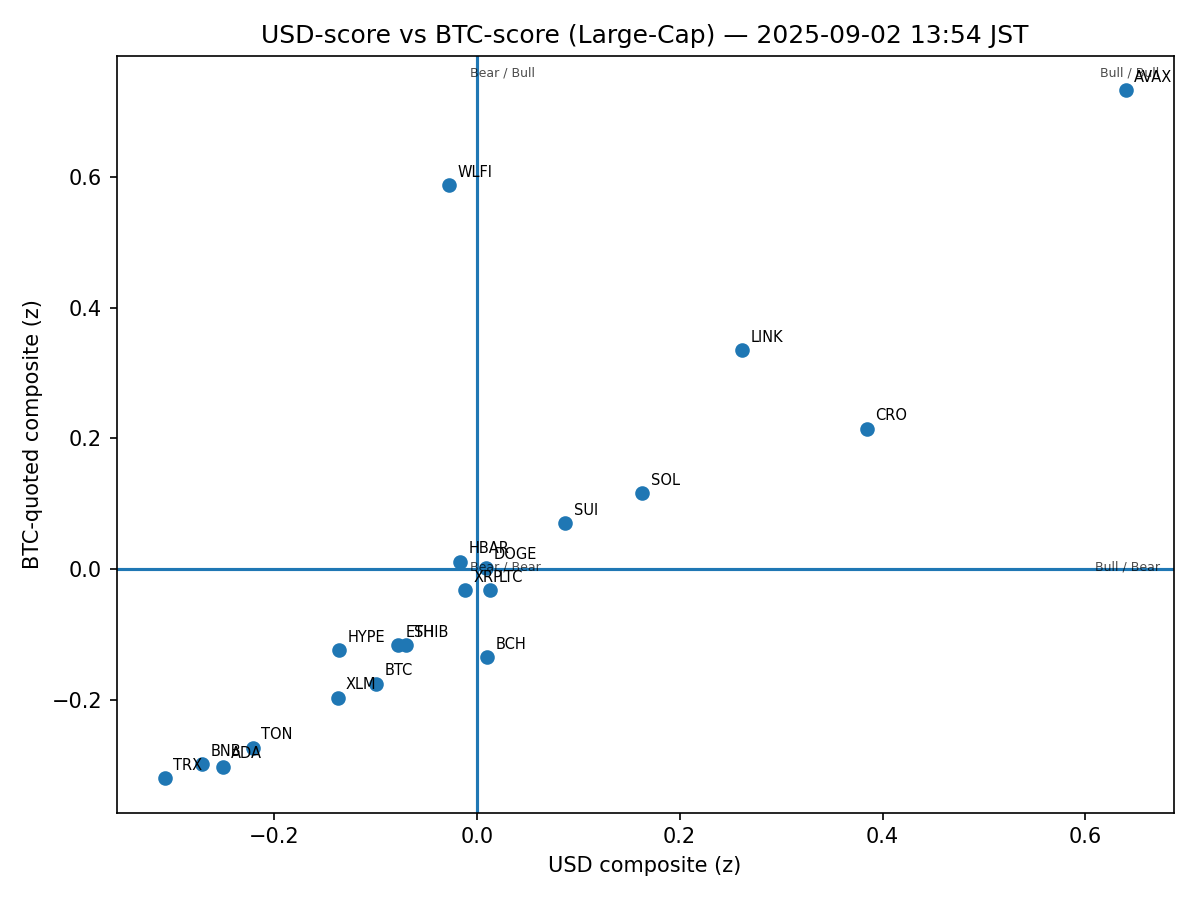 USD-score vs BTC-score (Large-Cap) — 2025-09-02 13:54 JST
Bear / Bull
Bull / Bull
AVAX
WLFI
0.6
LINK
0.4
CRO
0.2
SOL
SUI
HBAR
DOGE
0.0
Bear / Bear
Bull / Bear
XRP
LTC
ETH
SHIB
HYPE
BCH
BTC
XLM
−0.2
TON
BNB
ADA
TRX
−0.2
0.0
0.2
0.4
0.6
USD composite (z)
BTC-quoted composite (z)